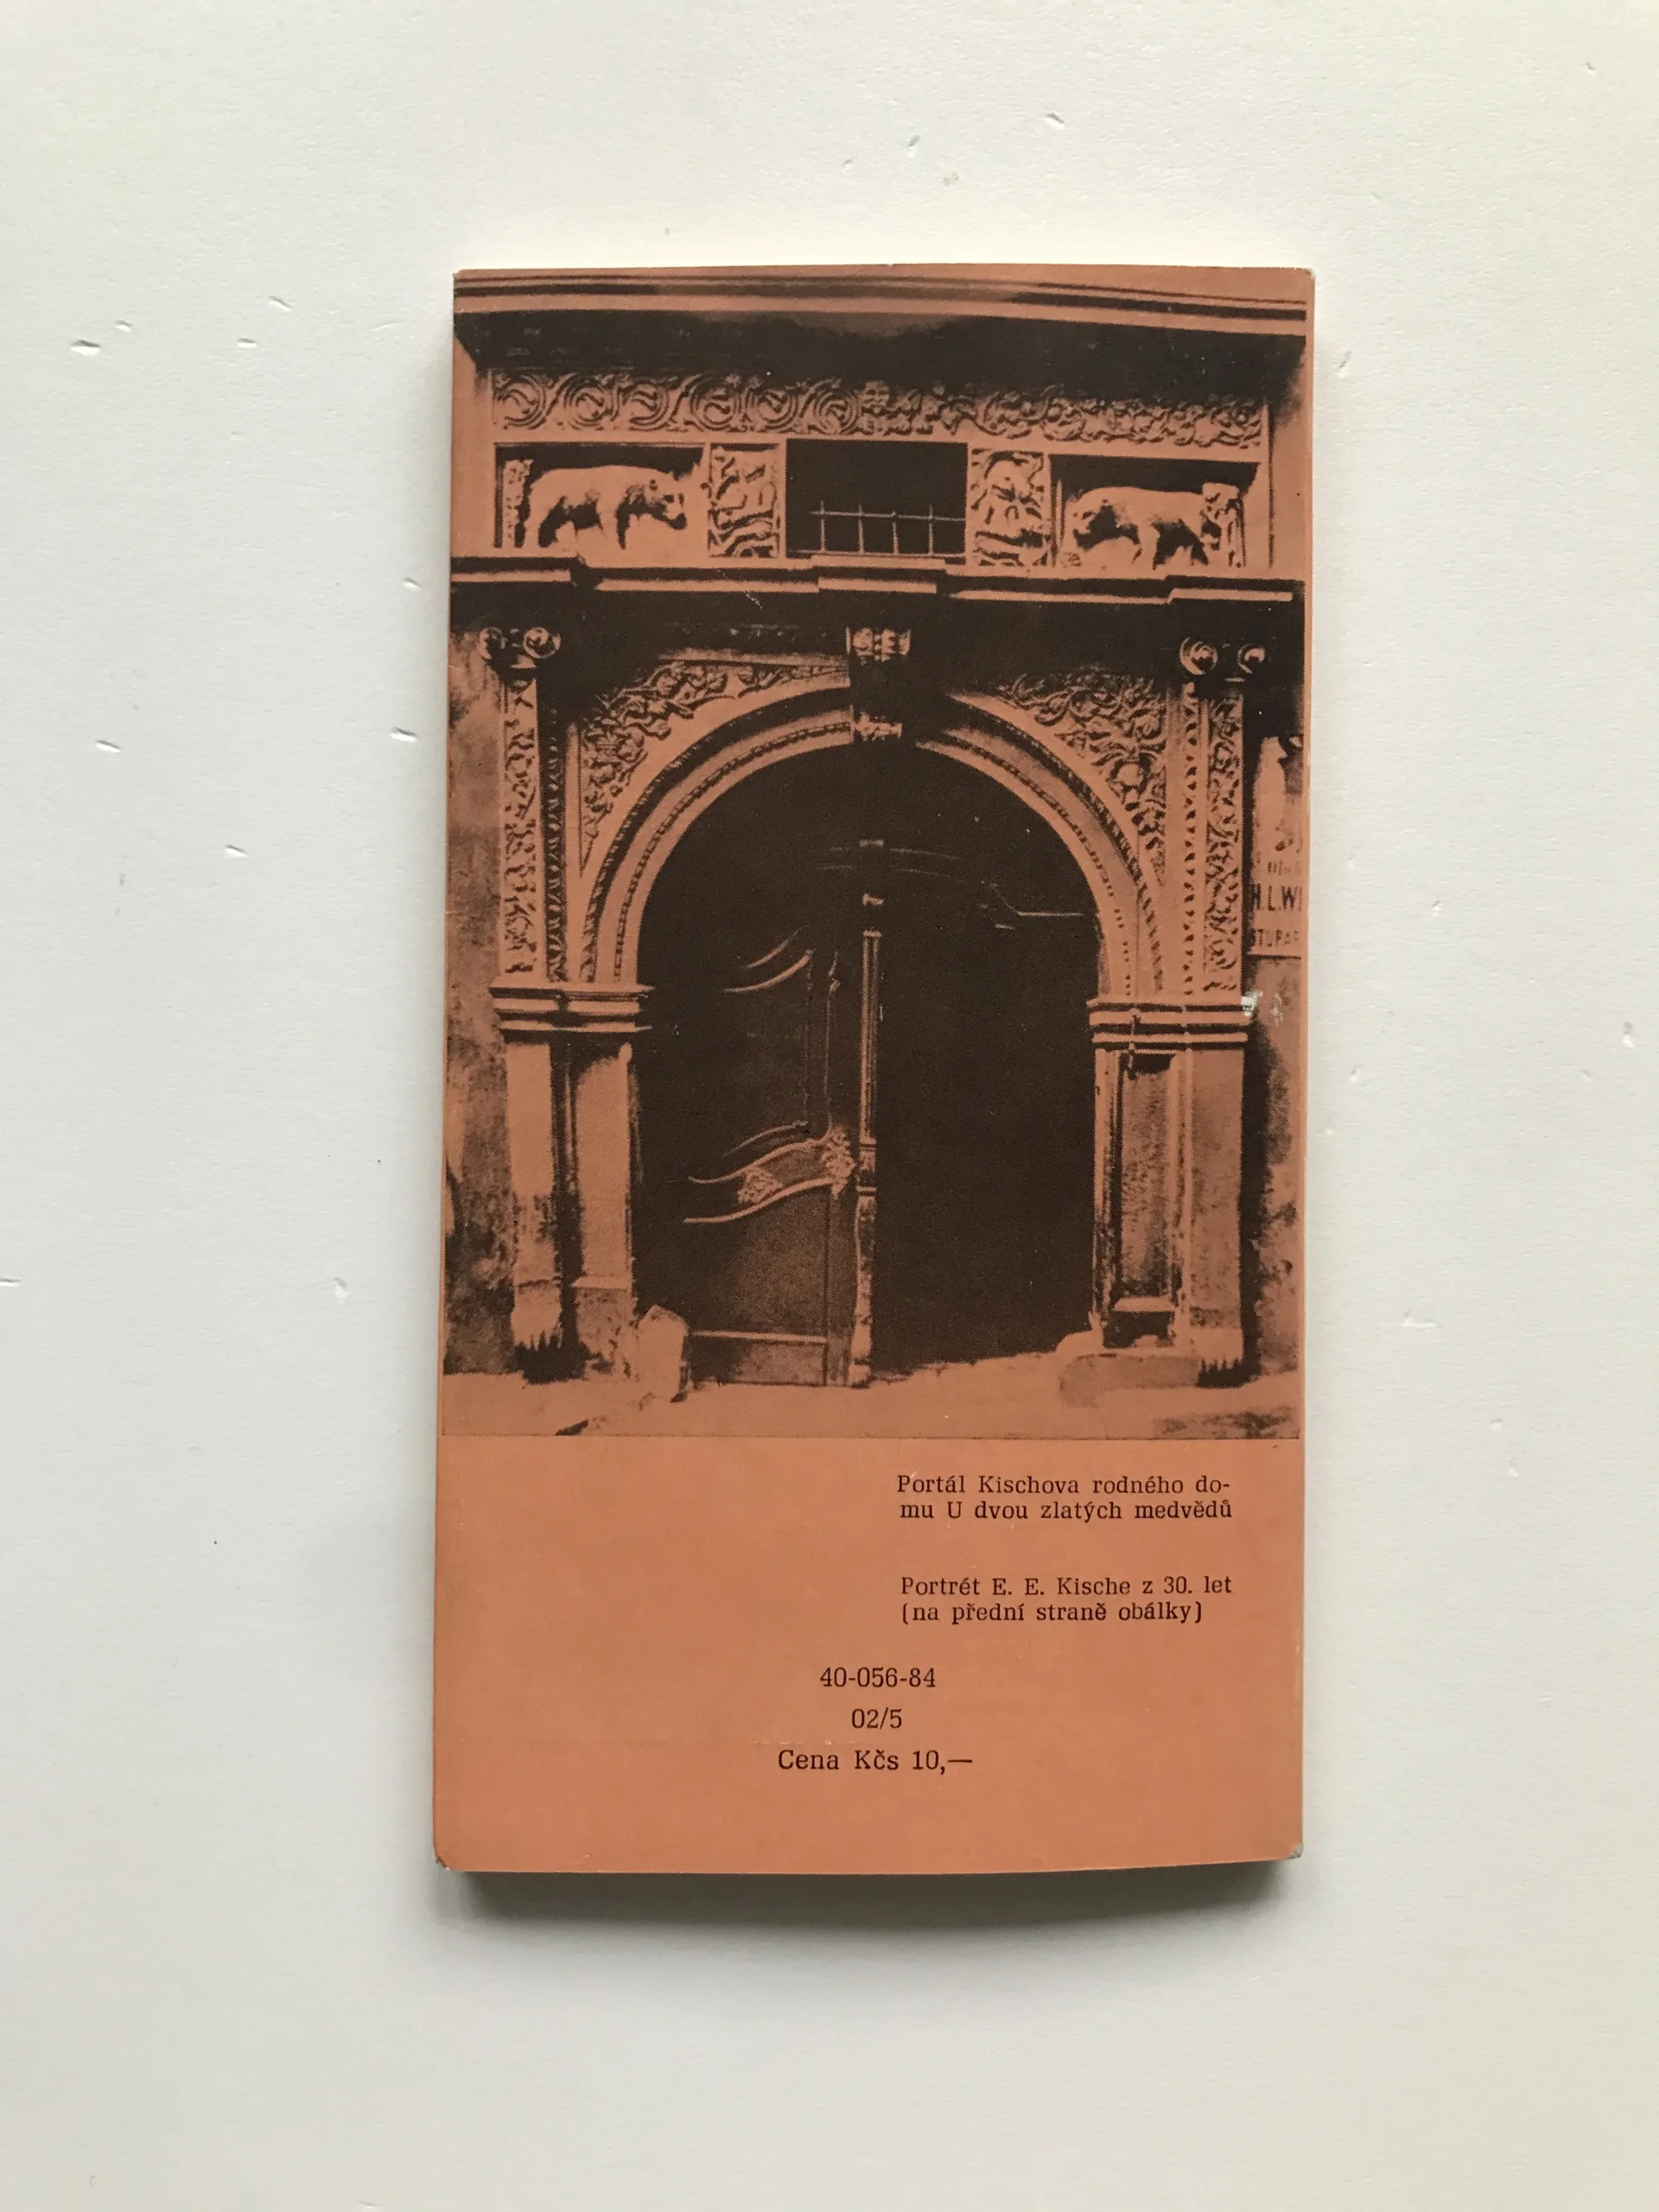 H.L.W
Portál Kischova rodného do-
mu U dvou zlatých medvědů
Portrét E. E. Kische z 30. let
(na přední straně obálky)
40-056-84
02/5
Cena Kčs 10,—